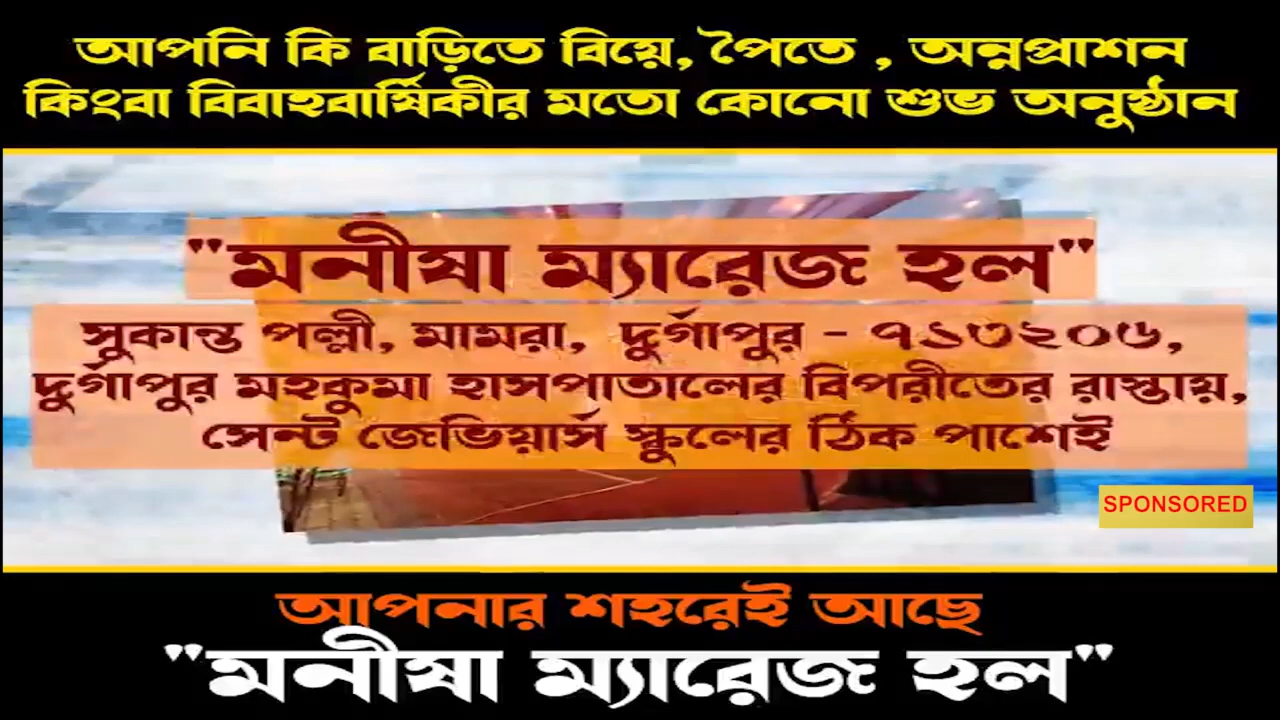 আপনি কি বাড়িতে বিয়ে, পৈতে , অন্নপ্রাশন
কিংবা বিবাহবার্ষিকীর মতো কোনো শুভ অনুষ্ঠান
"মনীষা ম্যারেজ হল"
সুকান্ত পল্লী, মামরা, দুর্গাপুর - ৭১৩২০৬,
দুর্গাপুর মহকুমা হাসপাতালের বিপরীতের রাস্তায়,
সেন্ট জেভিয়ার্স স্কুলের ঠিক পাশেই
SPONSORED
আপনার শহরেই আছে
"মনীষা ম্যারেজ হল"